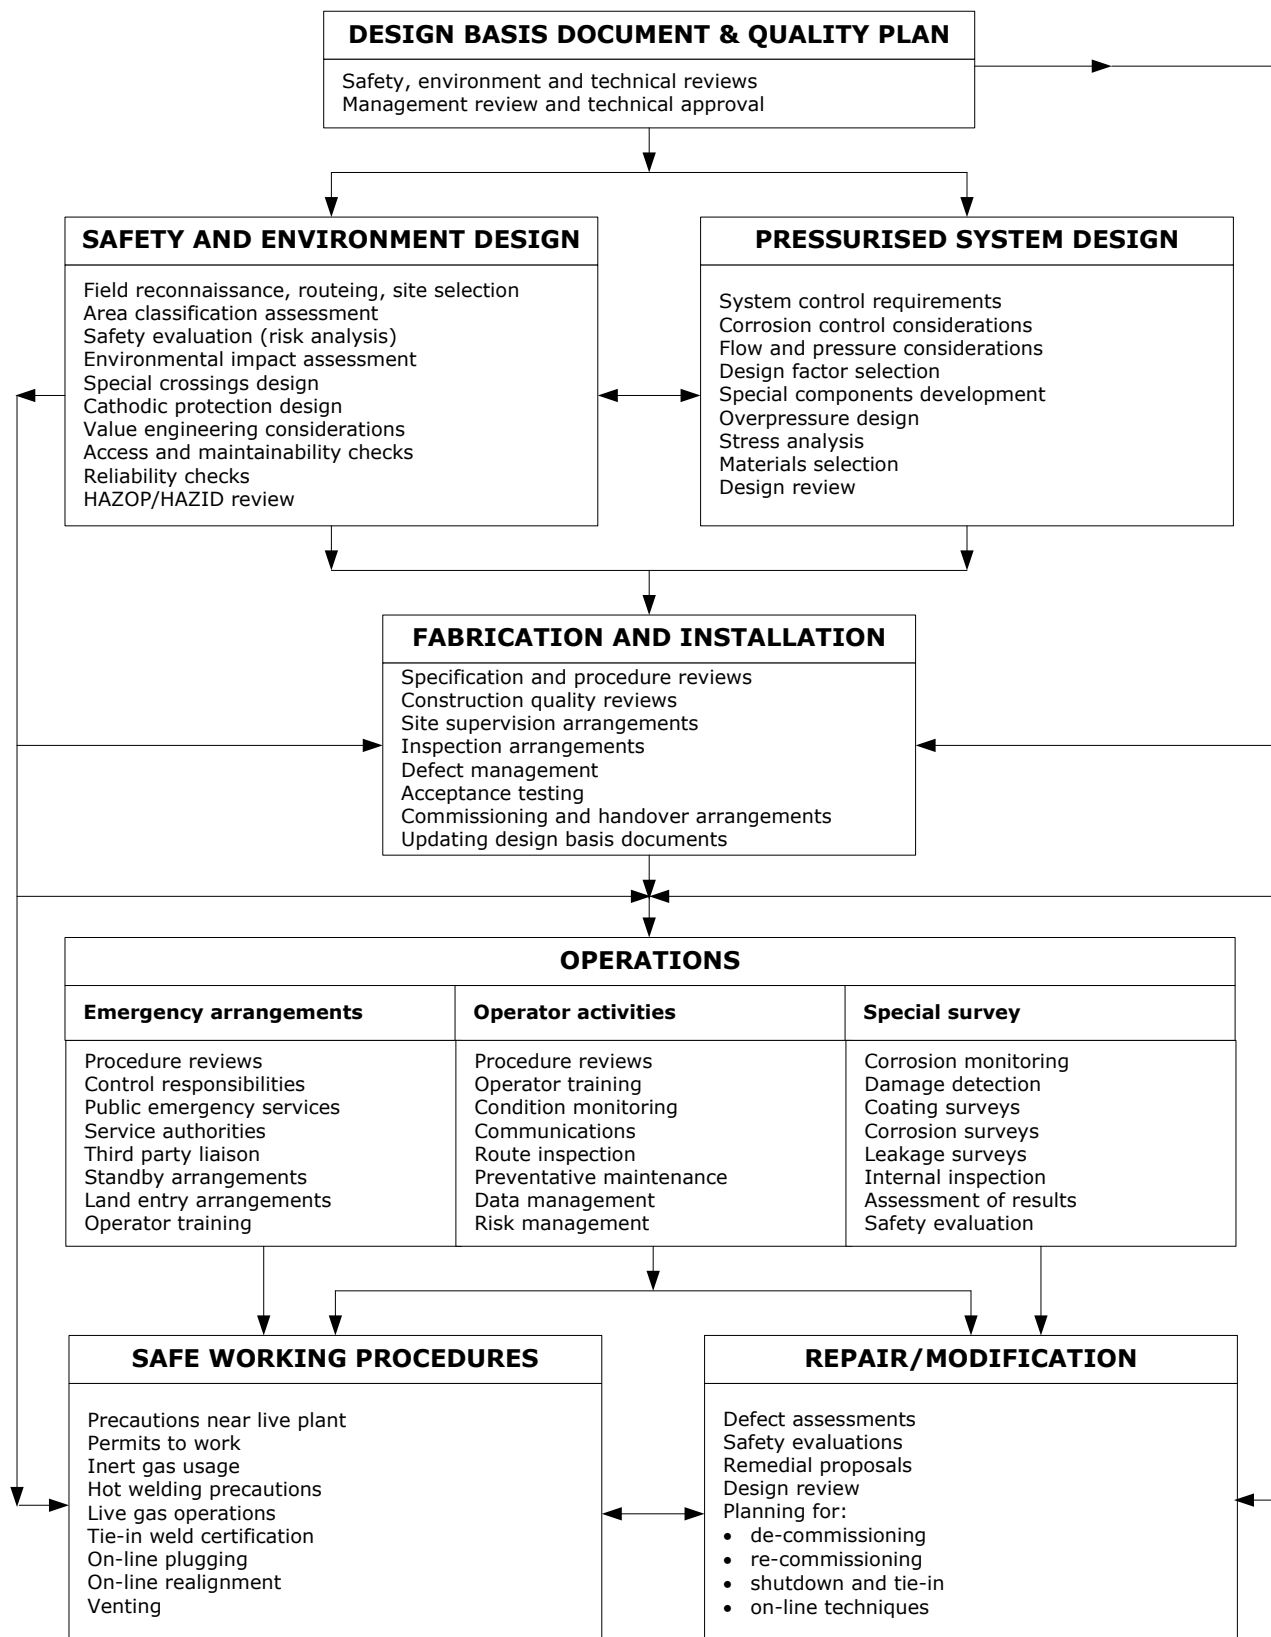 DESIGN BASIS DOCUMENT & QUALITY PLAN
Safety, environment and technical reviews
Management review and technical approval
SAFETY AND ENVIRONMENT DESIGN
Field reconnaissance, routeing, site selection
Area classification assessment
Safety evaluation (risk analysis)
Environmental impact assessment
Special crossings design
Cathodic protection design
Value engineering considerations
Access and maintainability checks
Reliability checks
HAZOP/HAZID review
PRESSURISED SYSTEM DESIGN
System control requirements
Corrosion control considerations
Flow and pressure considerations
Design factor selection
Special components development
Overpressure design
Stress analysis
Materials selection
Design review
FABRICATION AND INSTALLATION
Specification and procedure reviews
Construction quality reviews
Site supervision arrangements
Inspection arrangements
Defect management
Acceptance testing
Commissioning and handover arrangements
Updating design basis documents
OPERATIONS
Emergency arrangements
Procedure reviews
Control responsibilities
Public emergency services
Service authorities
Third party liaison
Standby arrangements
Land entry arrangements
Operator training
Operator activities
Procedure reviews
Operator training
Condition monitoring
Communications
Route inspection
Preventative maintenance
Data management
Risk management
Special survey
Corrosion monitoring
Damage detection
Coating surveys
Corrosion surveys
Leakage surveys
Internal inspection
Assessment of results
Safety evaluation
SAFE WORKING PROCEDURES
Precautions near live plant
Permits to work
Inert gas usage
Hot welding precautions
Live gas operations
Tie-in weld certification
On-line plugging
On-line realignment
Venting
REPAIR/MODIFICATION
Defect assessments
Safety evaluations
Remedial proposals
Design review
Planning for:
• de-commissioning
• re-commissioning
• shutdown and tie-in
• on-line techniques